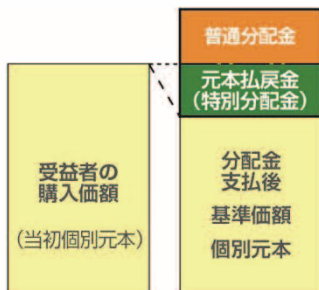 普通分配金
元本払戻金
(特別分配金)
受益者の
購入価額
(当初個別元本)
分配金
支払後
基準価額
個別元本